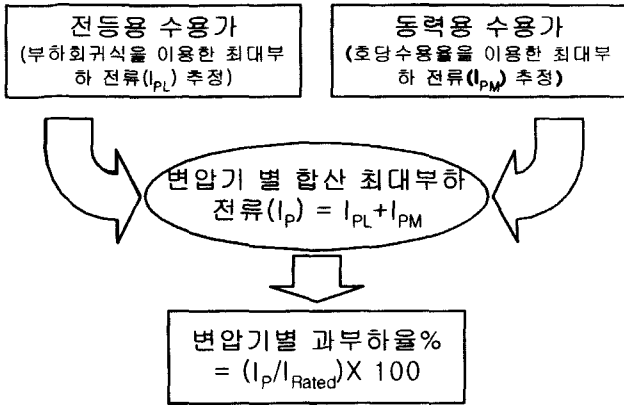 전등용 수용가
(부하회귀식을 이용한 최대부
하 전류(I_PL) 추정)
동력용 수용가
(호당수용율을 이용한 최대부
하 전류(I_PM) 추정)
변압기 별 합산 최대부하
전류(I_P) = I_PL+I_PM
변압기별 과부하율%
= (I_P/I_Rated)X 100